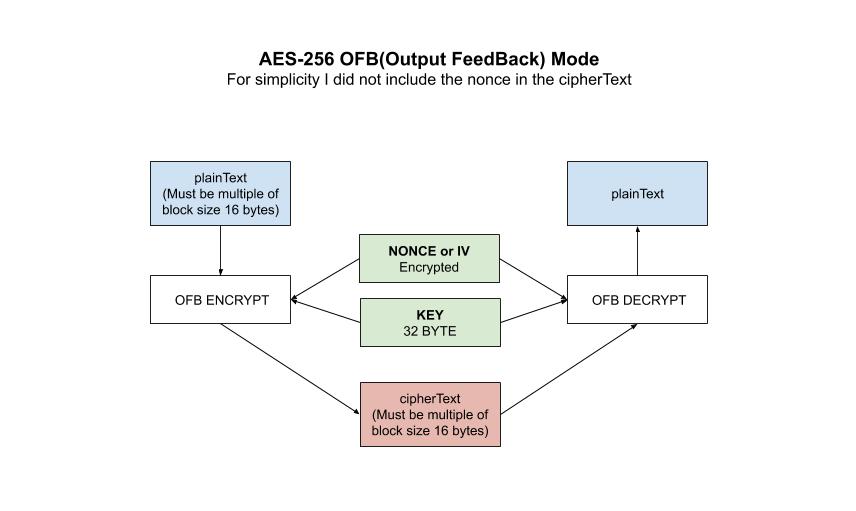 AES-256 OFB(Output FeedBack) Mode
For simplicity I did not include the nonce in the cipherText
plainText
(Must be multiple of
block size 16 bytes)
plainText
NONCE or IV
Encrypted
OFB ENCRYPT
OFB DECRYPT
KEY
32 BYTE
cipherText
(Must be multiple of
block size 16 bytes)